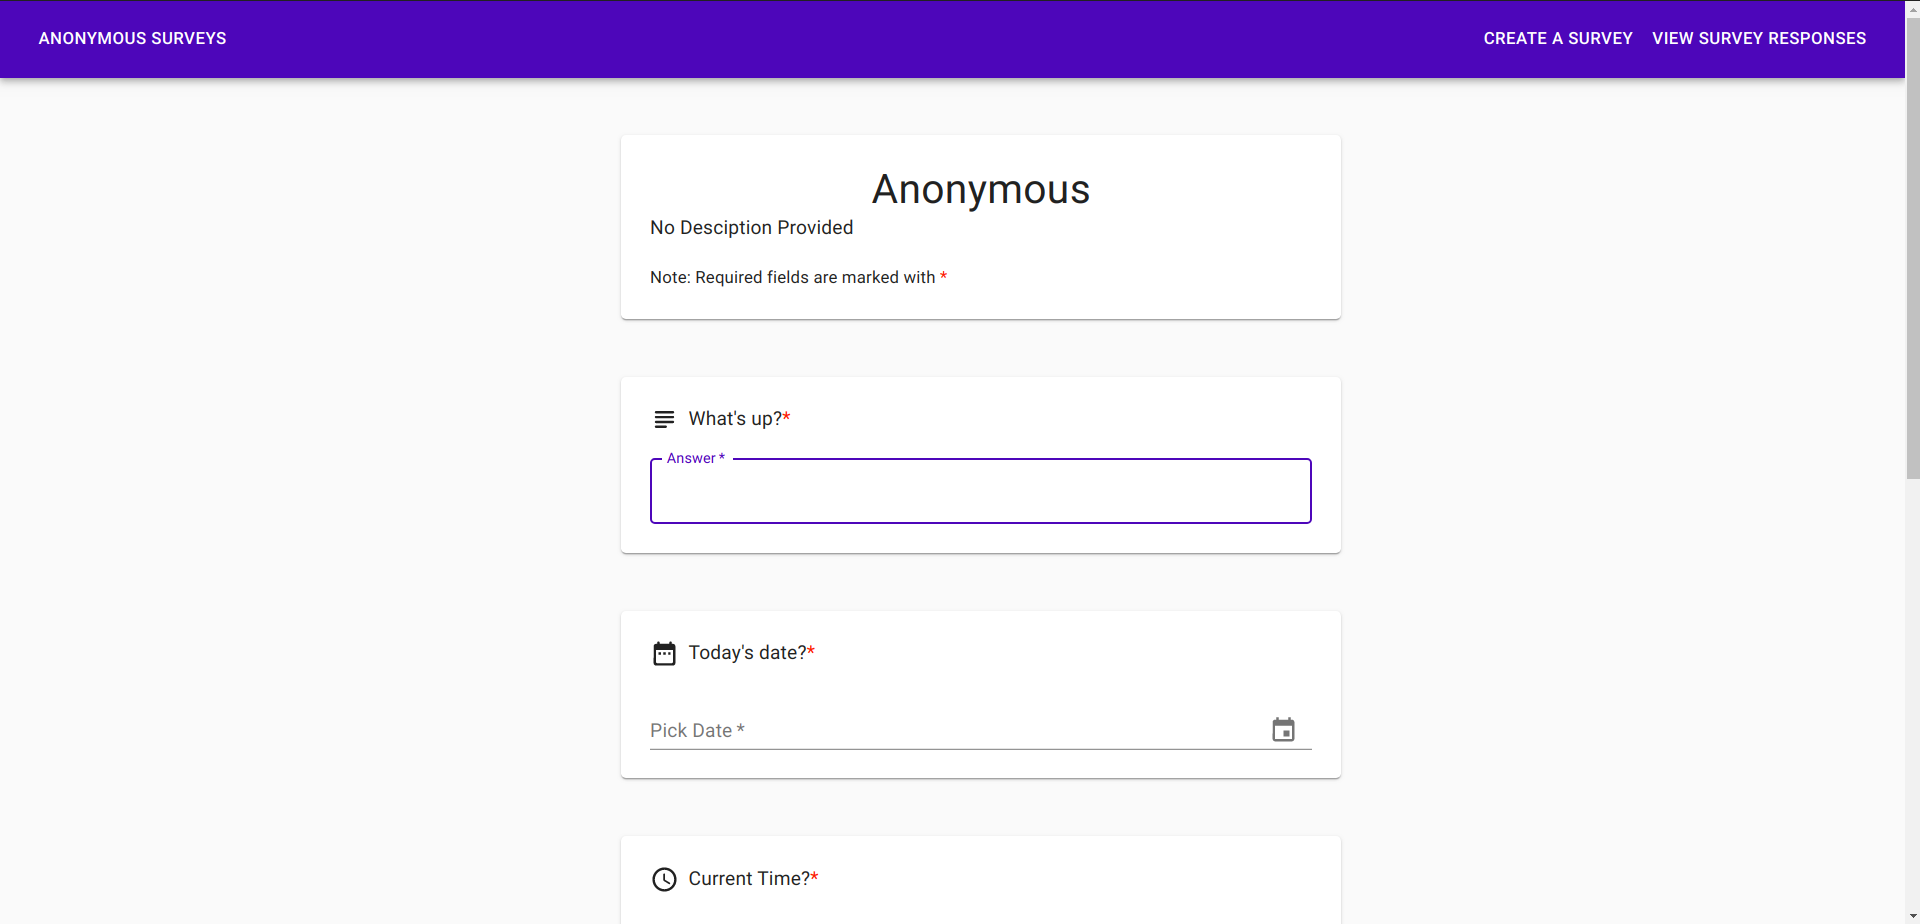 ANONYMOUS SURVEYS
CREATE A SURVEY
VIEW SURVEY RESPONSES
Anonymous
No Desciption Provided
Note: Required fields are marked with *
What's up?*
Answer *
Today's date?*
Pick Date *
Current Time?*